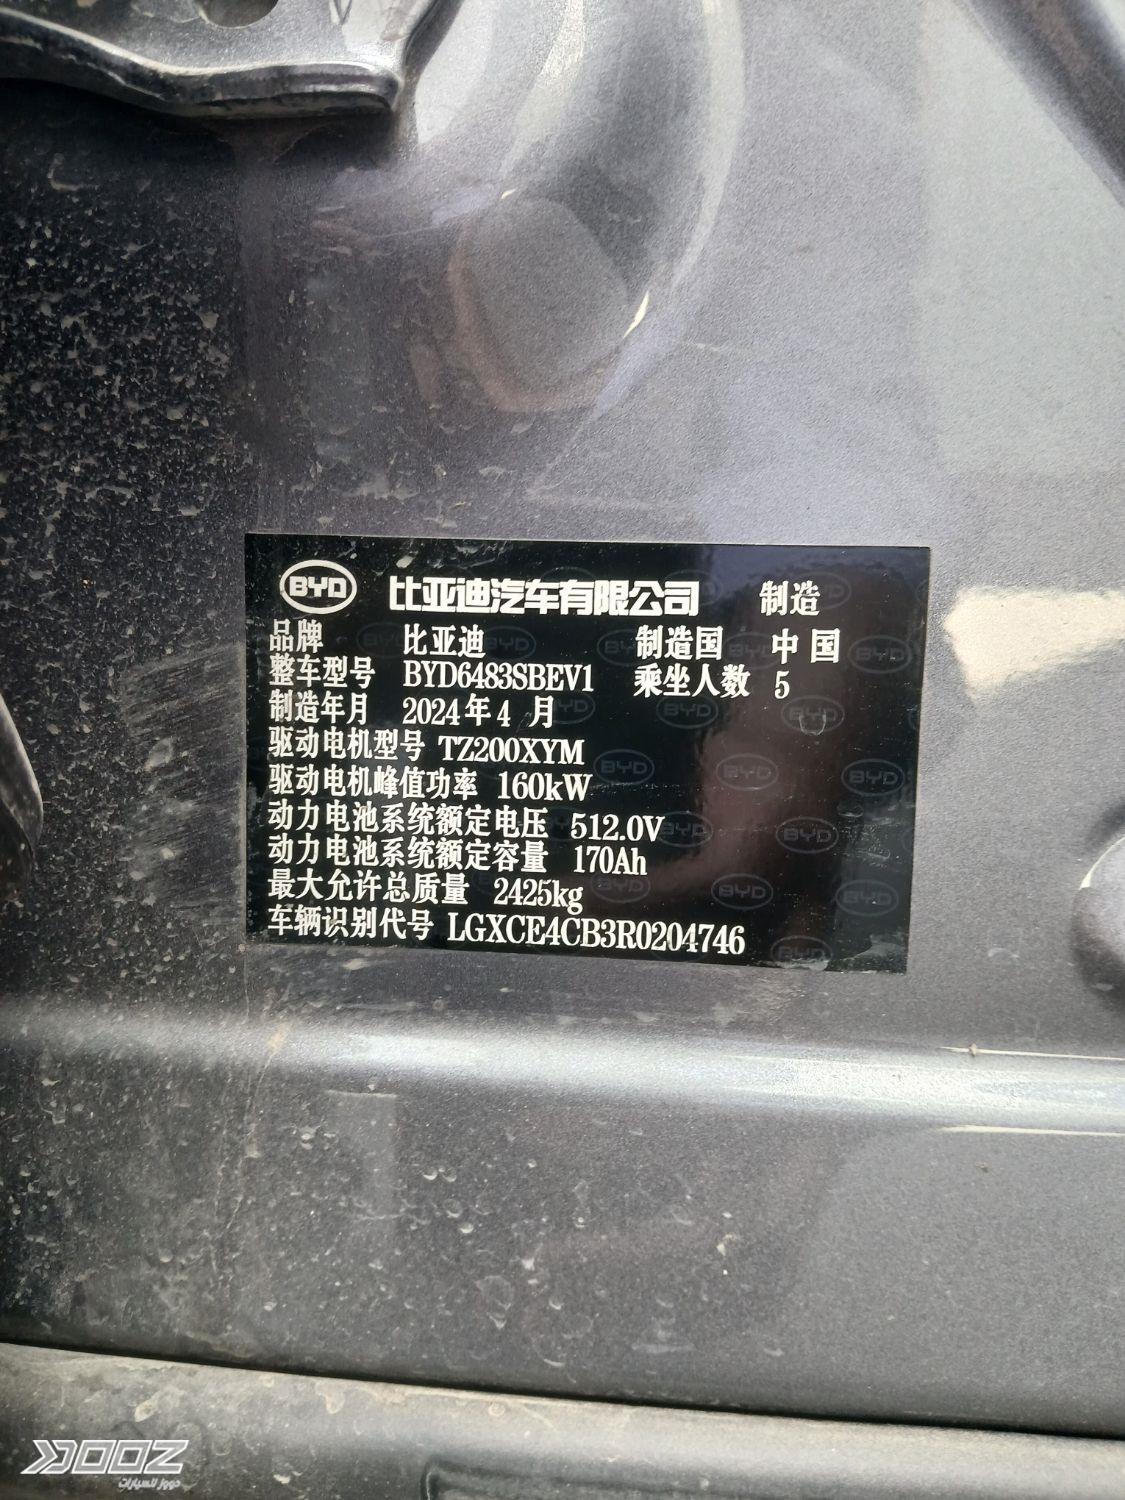 BYD 比亚迪汽车有限公司 制造
品牌 比亚迪 制造国 中国
整车型号 BYD6483SBEV1 乘坐人数 5
制造年月 2024年4月
驱动电机型号 TZ200XYM
驱动电机峰值功率 160kW
动力电池系统额定电压 512.0V
动力电池系统额定容量 170Ah
最大允许总质量 2425kg
车辆识别代号 LGXCE4CB3R0204746
DOOZ
دووز للسيارات